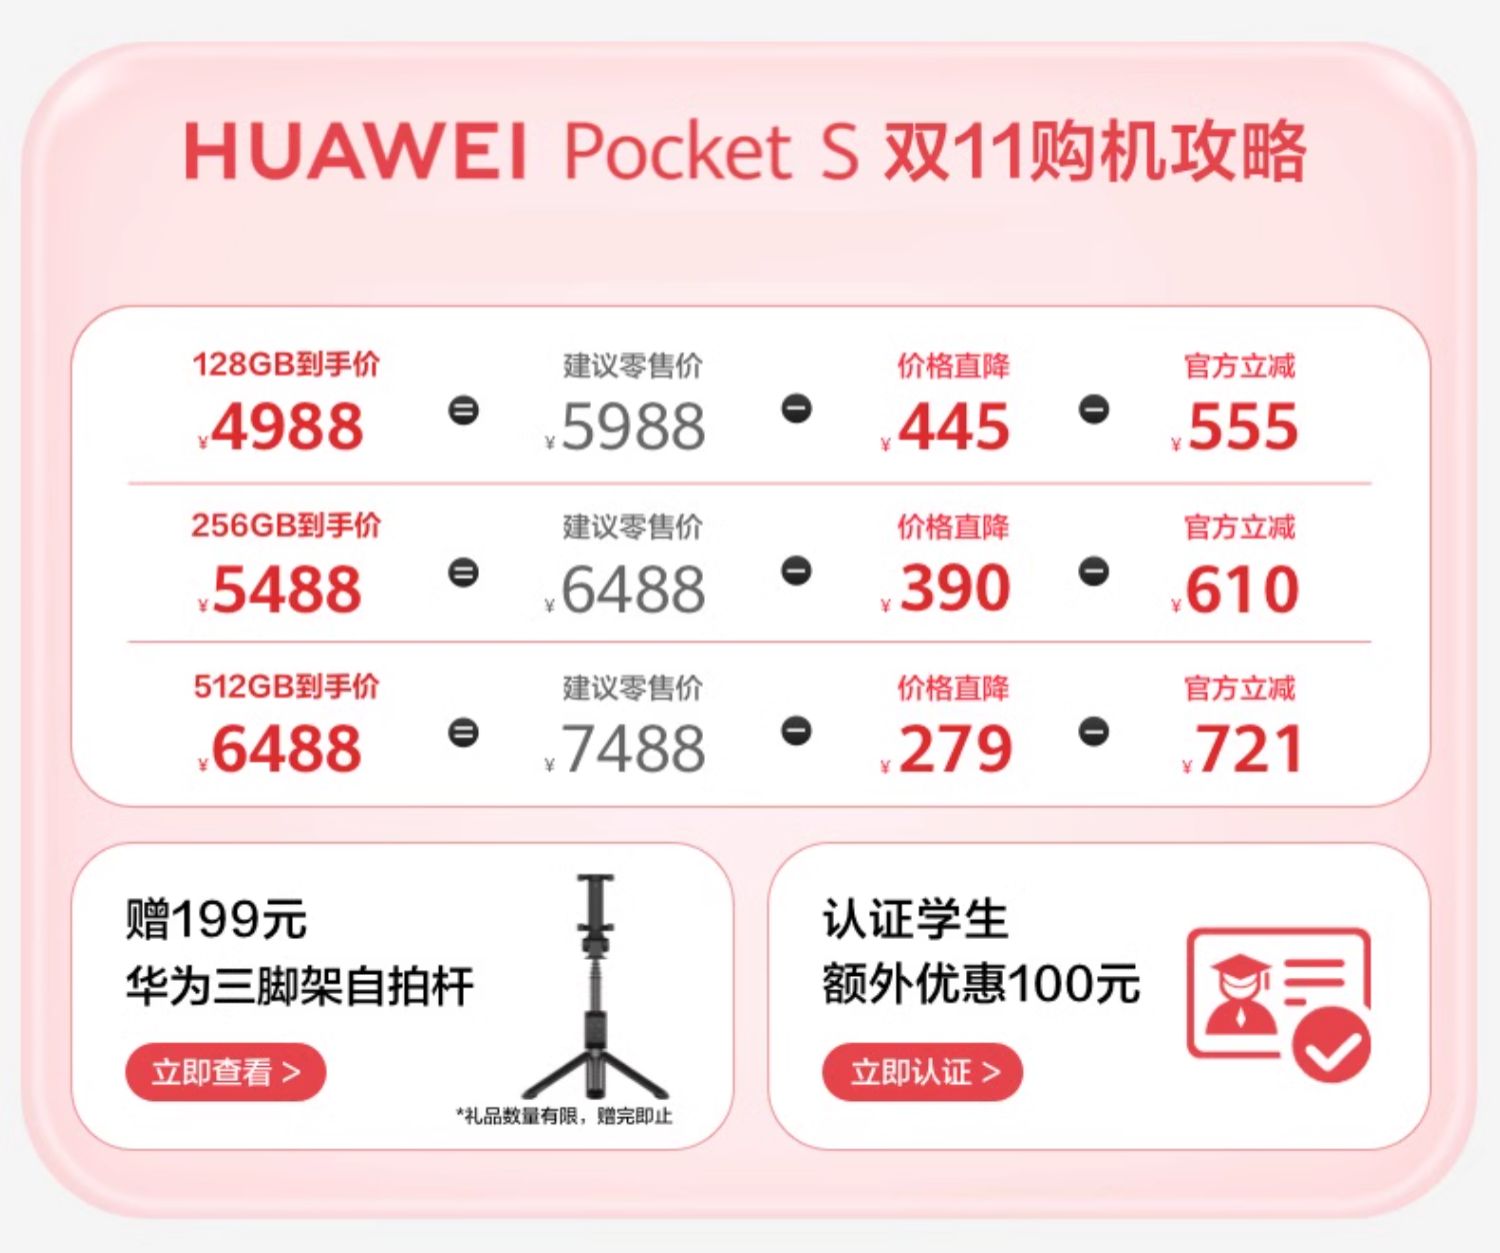 HUAWEI Pocket S 双11购机攻略
128GB到手价 建议零售价 价格直降 官方立减
¥4988 = ¥5988 - ¥445 - ¥555
256GB到手价 建议零售价 价格直降 官方立减
¥5488 = ¥6488 - ¥390 - ¥610
512GB到手价 建议零售价 价格直降 官方立减
¥6488 = ¥7488 - ¥279 - ¥721
赠199元
华为三脚架自拍杆
立即查看 >
*礼品数量有限，赠完即止
认证学生
额外优惠100元
立即认证 >